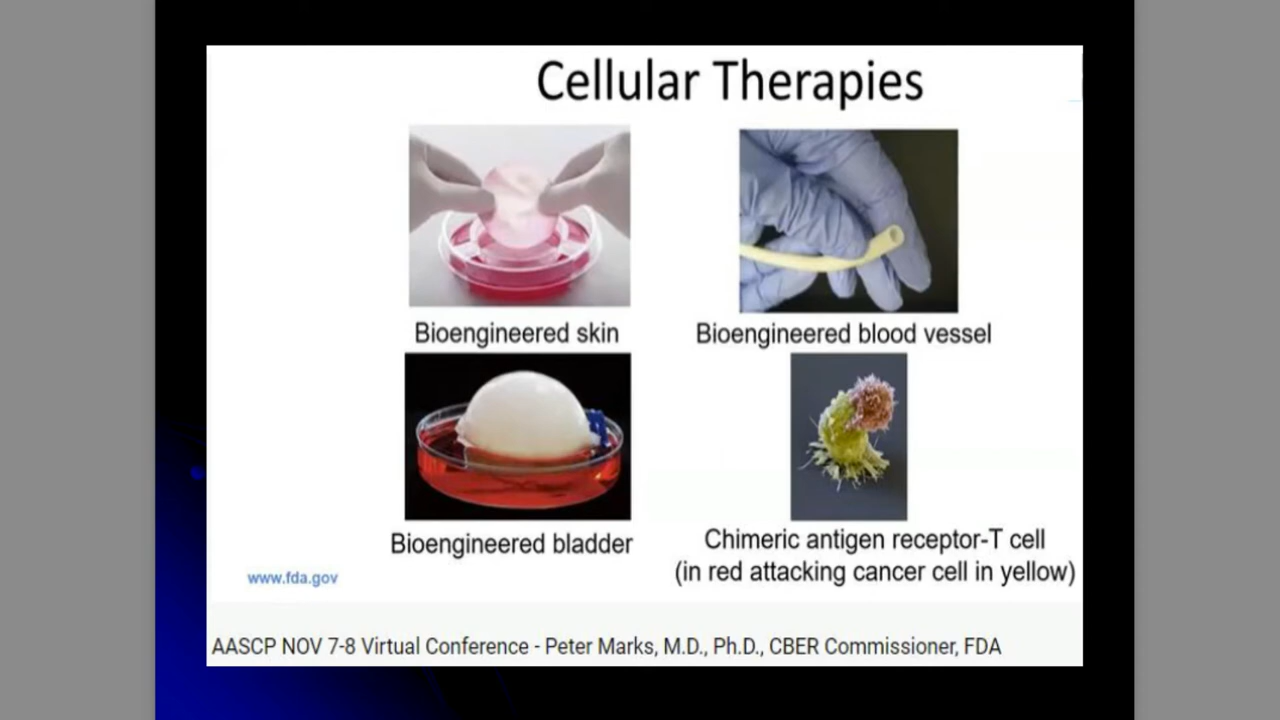 Cellular Therapies
Bioengineered skin
Bioengineered blood vessel
Bioengineered bladder
Chimeric antigen receptor-T cell
(in red attacking cancer cell in yellow)
www.fda.gov
AASCP NOV 7-8 Virtual Conference - Peter Marks, M.D., Ph.D., CBER Commissioner, FDA